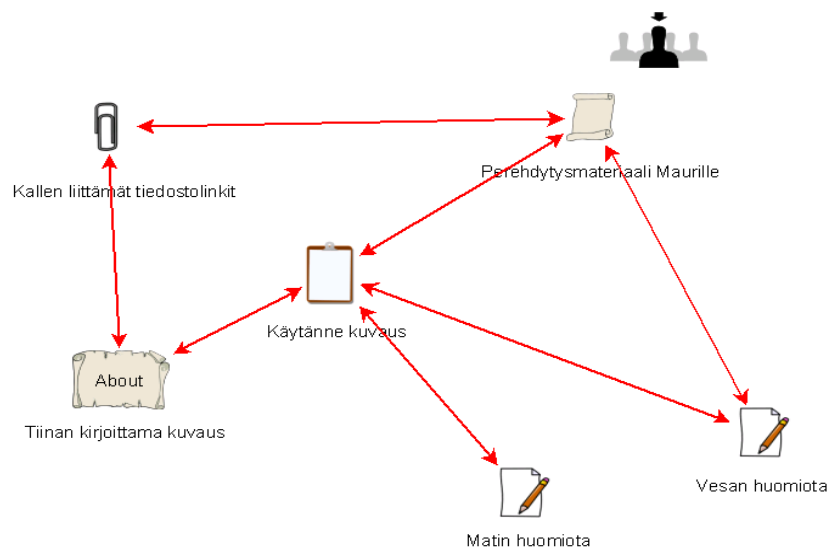 Perehdytysmateriaali Maurille
Kallen liittämät tiedostolinkit
Käytänne kuvaus
About
Tiinan kirjoittama kuvaus
Vesan huomiota
Matin huomiota